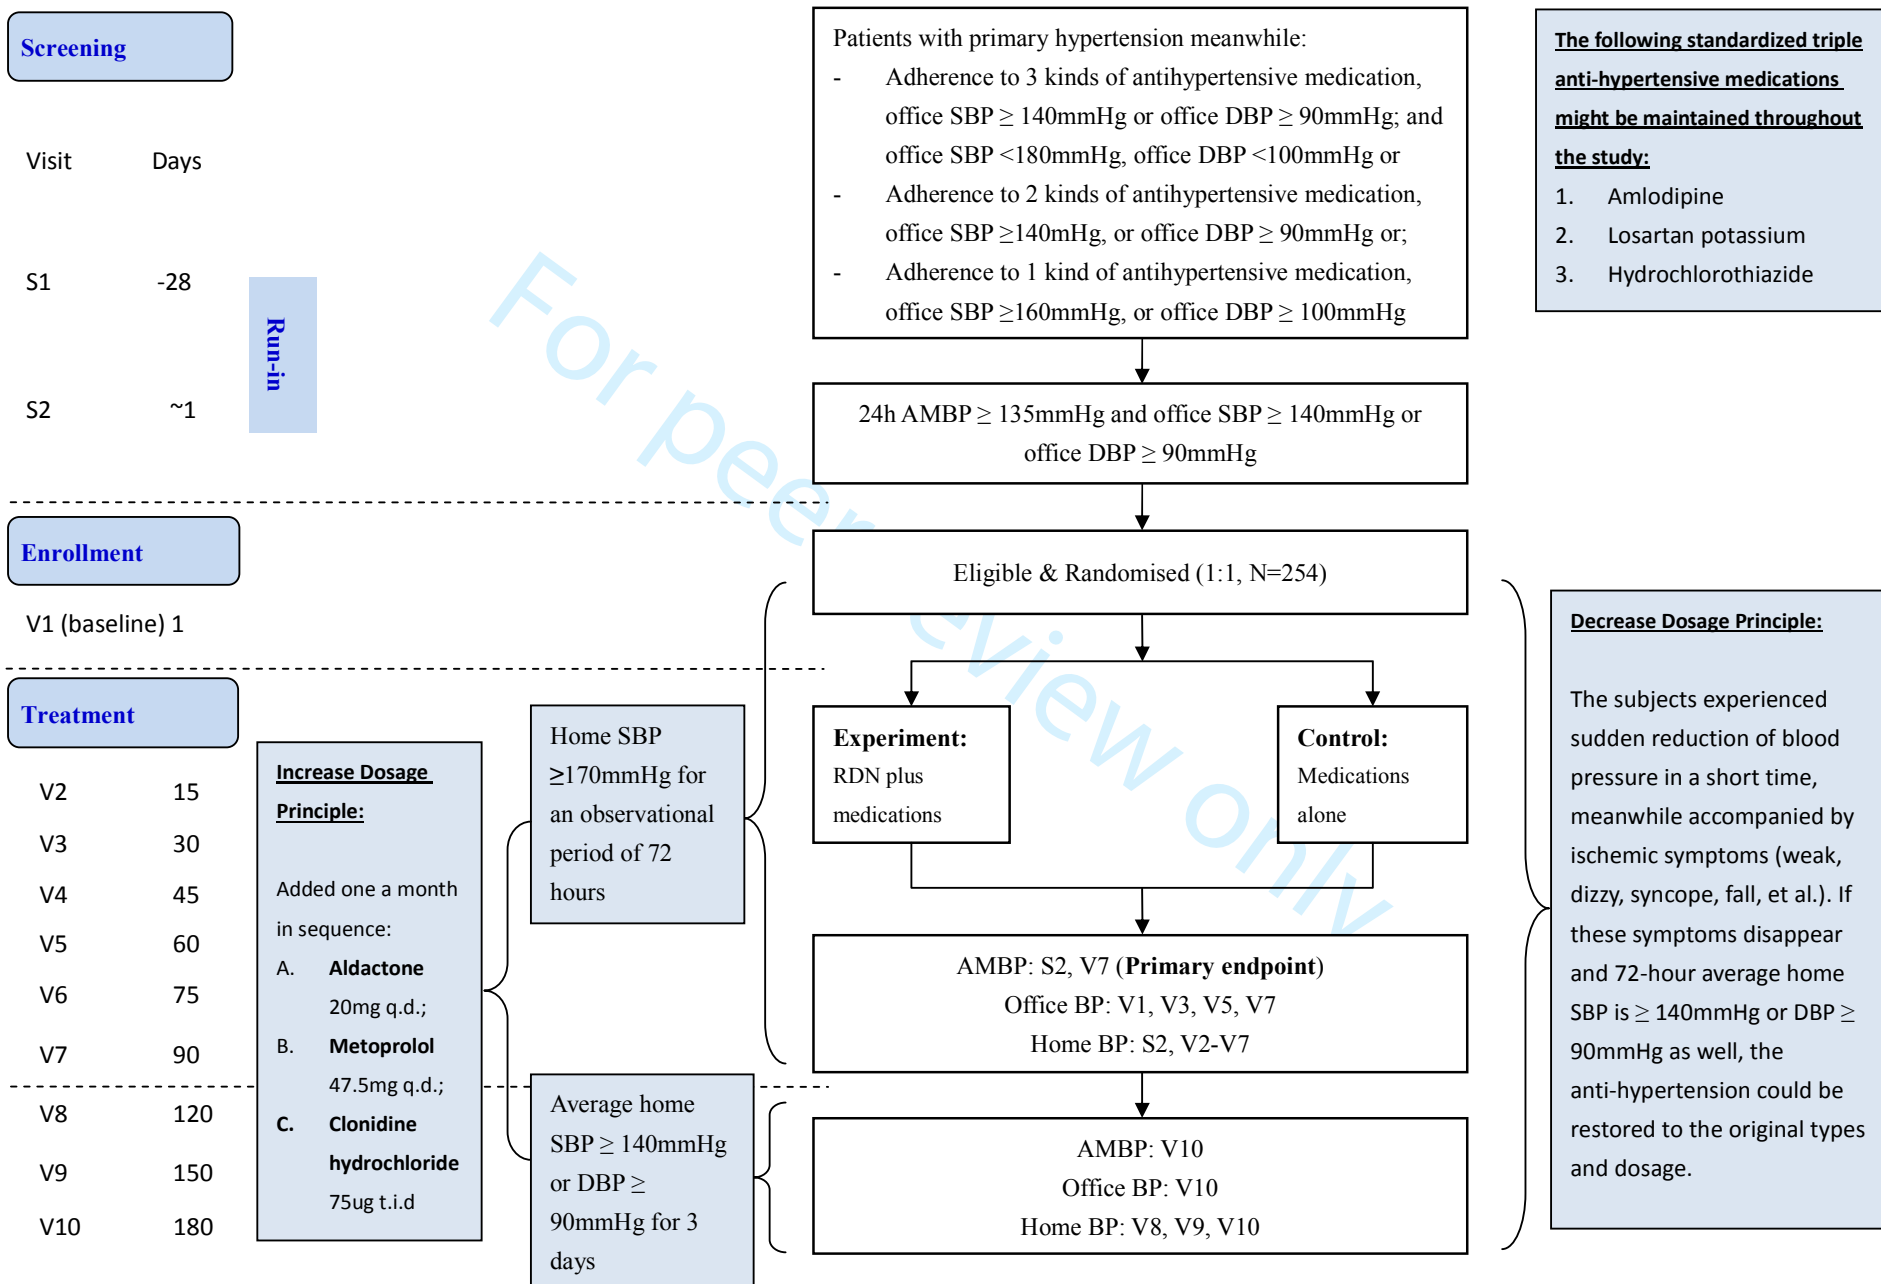 Screening
Visit Days
S1 -28
Run-in
S2 ~1
Patients with primary hypertension meanwhile:
- Adherence to 3 kinds of antihypertensive medication,
office SBP ≥ 140mmHg or office DBP ≥ 90mmHg; and
office SBP <180mmHg, office DBP <100mmHg or
- Adherence to 2 kinds of antihypertensive medication,
office SBP ≥140mHg, or office DBP ≥ 90mmHg or;
- Adherence to 1 kind of antihypertensive medication,
office SBP ≥160mmHg, or office DBP ≥ 100mmHg
The following standardized triple
anti-hypertensive medications
might be maintained throughout
the study:
1. Amlodipine
2. Losartan potassium
3. Hydrochlorothiazide
24h AMBP ≥ 135mmHg and office SBP ≥ 140mmHg or
office DBP ≥ 90mmHg
For peer review only
Enrollment
V1 (baseline) 1
Eligible & Randomised (1:1, N=254)
Treatment
V2 15
V3 30
V4 45
V5 60
V6 75
V7 90
V8 120
V9 150
V10 180
Increase Dosage
Principle:
Added one a month
in sequence:
A. Aldactone
20mg q.d.;
B. Metoprolol
47.5mg q.d.;
C. Clonidine
hydrochloride
75ug t.i.d
Home SBP
≥170mmHg for
an observational
period of 72
hours
Average home
SBP ≥ 140mmHg
or DBP ≥
90mmHg for 3
days
Experiment:
RDN plus
medications
Control:
Medications
alone
AMBP: S2, V7 (Primary endpoint)
Office BP: V1, V3, V5, V7
Home BP: S2, V2-V7
AMBP: V10
Office BP: V10
Home BP: V8, V9, V10
Decrease Dosage Principle:
The subjects experienced
sudden reduction of blood
pressure in a short time,
meanwhile accompanied by
ischemic symptoms (weak,
dizzy, syncope, fall, et al.). If
these symptoms disappear
and 72-hour average home
SBP is ≥ 140mmHg or DBP ≥
90mmHg as well, the
anti-hypertension could be
restored to the original types
and dosage.